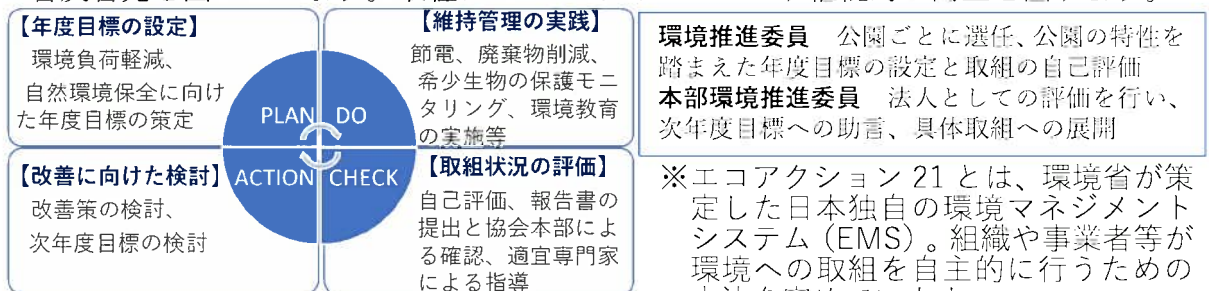 【年度目標の設定】
環境負荷軽減、
自然環境保全に向け
た年度目標の策定
【維持管理の実践】
節電、廃棄物削減、
希少生物の保護モニ
タリング、環境教育
の実施等
PLAN DO
ACTION CHECK
【改善に向けた検討】
改善策の検討、
次年度目標の検討
【取組状況の評価】
自己評価、報告書の
提出と協会本部によ
る確認、適宜専門家
による指導
環境推進委員 公園ごとに選任、公園の特性を
踏まえた年度目標の設定と取組の自己評価
本部環境推進委員 法人としての評価を行い、
次年度目標への助言、具体取組への展開
※エコアクション 21 とは、環境省が策
定した日本独自の環境マネジメント
システム（EMS）。組織や事業者等が
環境への取組を自主的に行うための